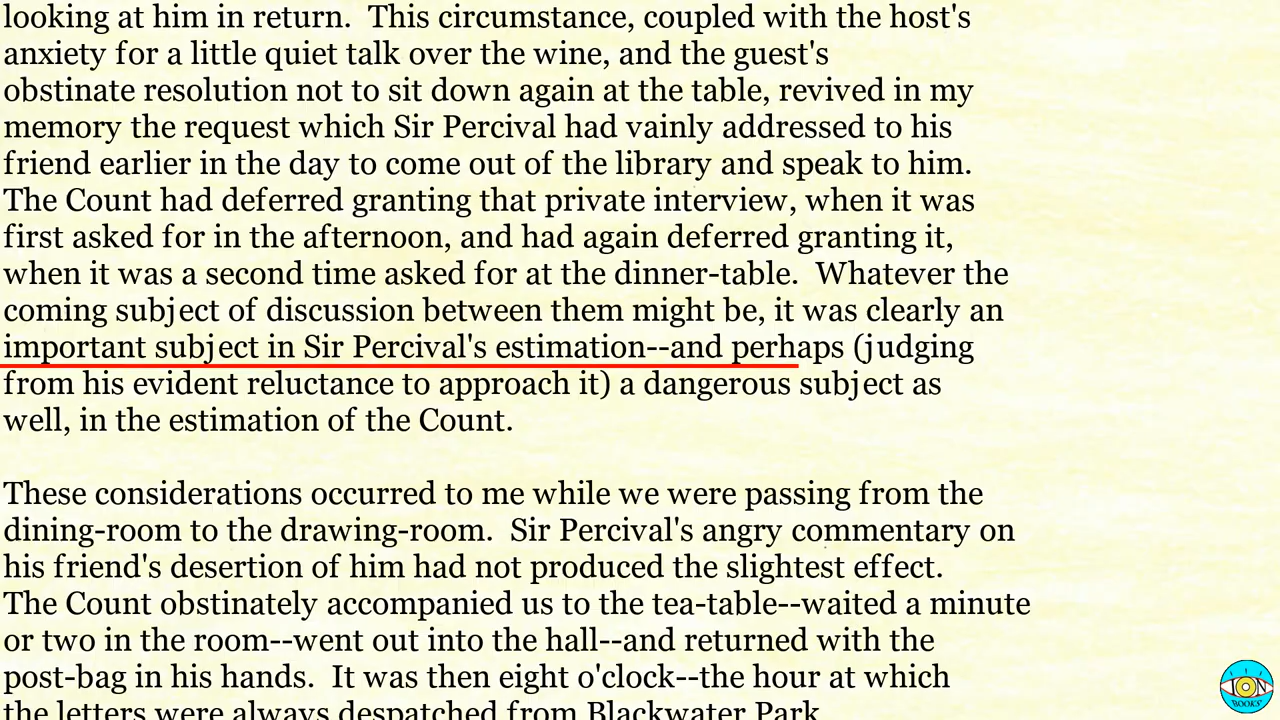 looking at him in return.  This circumstance, coupled with the host's
anxiety for a little quiet talk over the wine, and the guest's
obstinate resolution not to sit down again at the table, revived in my
memory the request which Sir Percival had vainly addressed to his
friend earlier in the day to come out of the library and speak to him.
The Count had deferred granting that private interview, when it was
first asked for in the afternoon, and had again deferred granting it,
when it was a second time asked for at the dinner-table.  Whatever the
coming subject of discussion between them might be, it was clearly an
important subject in Sir Percival's estimation--and perhaps (judging
from his evident reluctance to approach it) a dangerous subject as
well, in the estimation of the Count.

These considerations occurred to me while we were passing from the
dining-room to the drawing-room.  Sir Percival's angry commentary on
his friend's desertion of him had not produced the slightest effect.
The Count obstinately accompanied us to the tea-table--waited a minute
or two in the room--went out into the hall--and returned with the
post-bag in his hands.  It was then eight o'clock--the hour at which
the letters were always despatched from Blackwater Park
ION
BOOKS